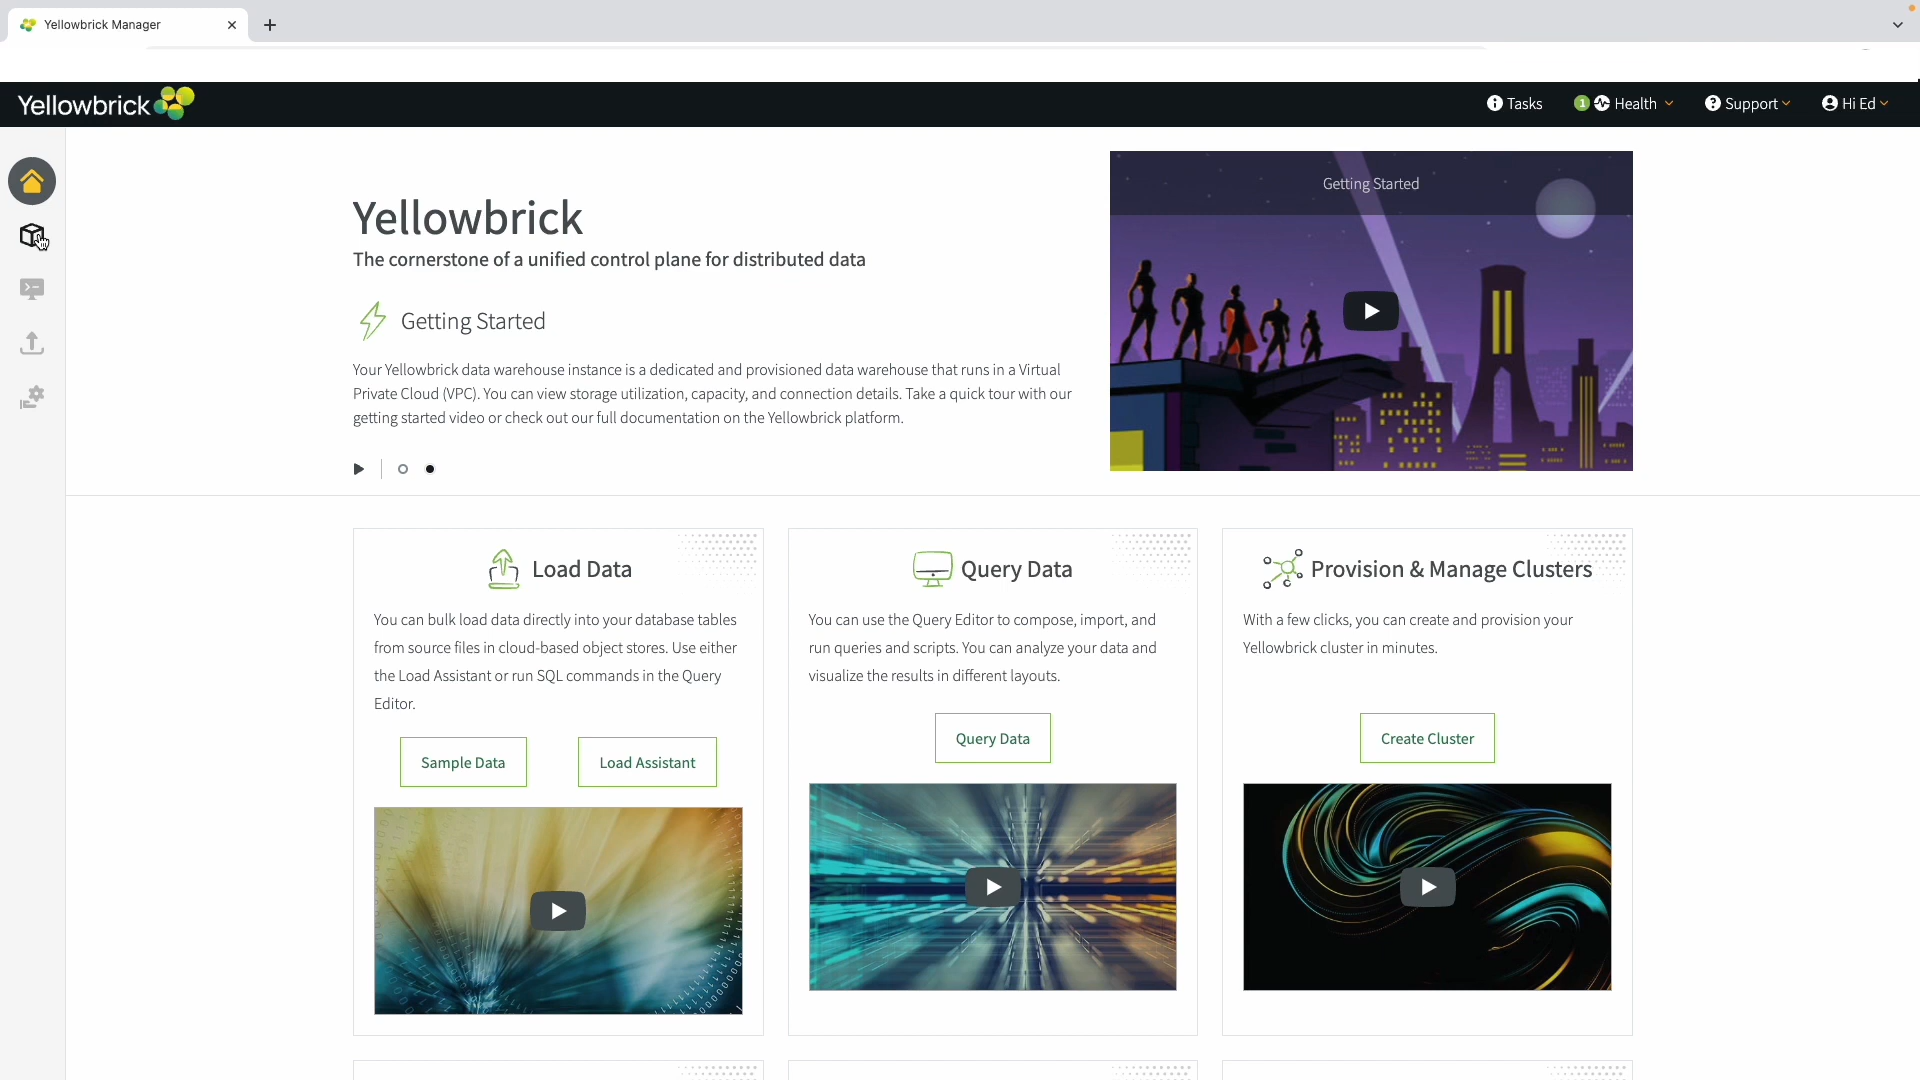 Yellowbrick Manager
Yellowbrick
Tasks
1 Health
Support
Hi Ed
Yellowbrick
The cornerstone of a unified control plane for distributed data
Getting Started
Your Yellowbrick data warehouse instance is a dedicated and provisioned data warehouse that runs in a Virtual
Private Cloud (VPC). You can view storage utilization, capacity, and connection details. Take a quick tour with our
getting started video or check out our full documentation on the Yellowbrick platform.
Getting Started
Load Data
You can bulk load data directly into your database tables
from source files in cloud-based object stores. Use either
the Load Assistant or run SQL commands in the Query
Editor.
Sample Data
Load Assistant
Query Data
You can use the Query Editor to compose, import, and
run queries and scripts. You can analyze your data and
visualize the results in different layouts.
Query Data
Provision & Manage Clusters
With a few clicks, you can create and provision your
Yellowbrick cluster in minutes.
Create Cluster